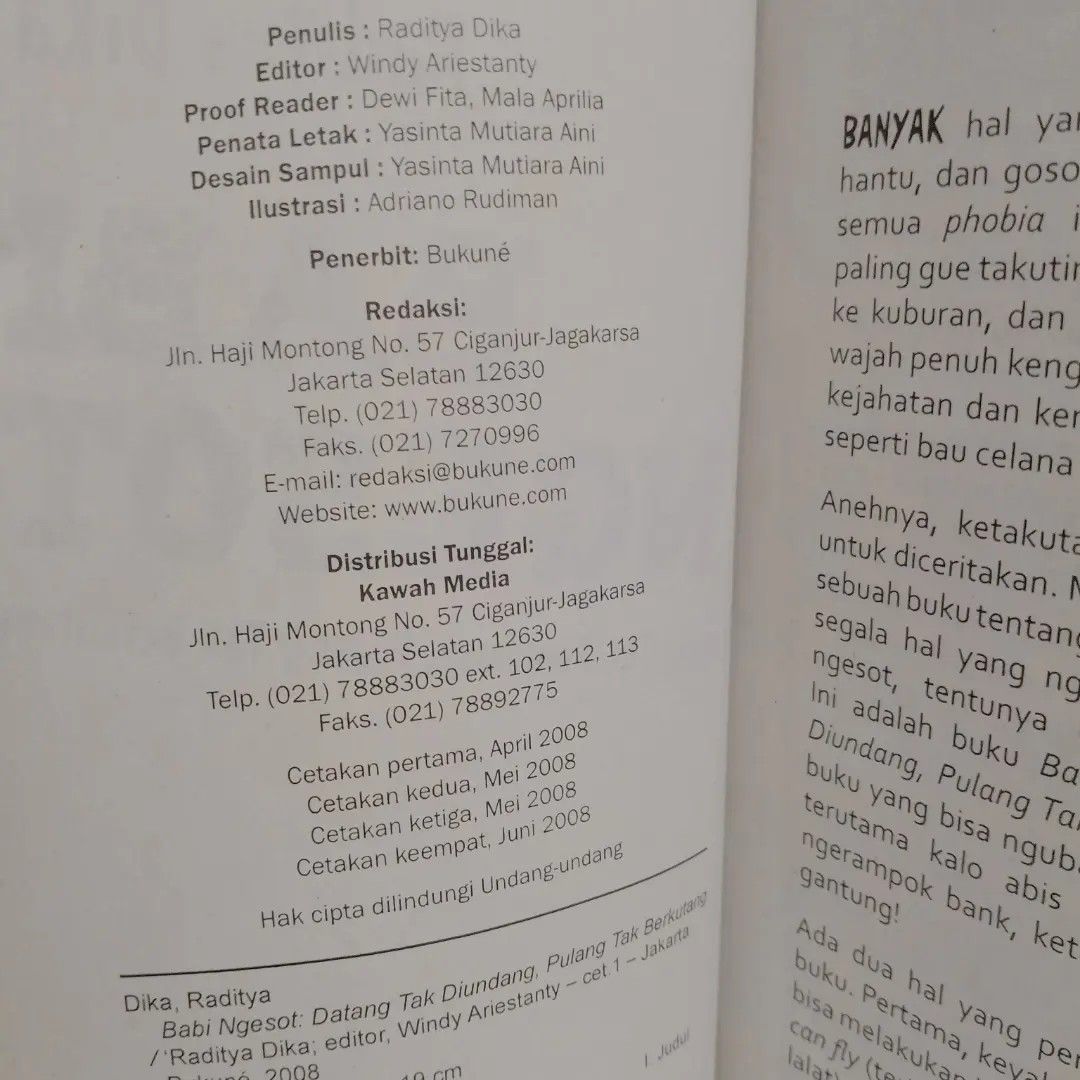 Penulis : Raditya Dika
Editor : Windy Ariestanty
Proof Reader : Dewi Fita, Mala Aprilia
Penata Letak : Yasinta Mutiara Aini
Desain Sampul : Yasinta Mutiara Aini
Ilustrasi : Adriano Rudiman
Penerbit: Bukuné
Redaksi:
Jln. Haji Montong No. 57 Ciganjur-Jagakarsa
Jakarta Selatan 12630
Telp. (021) 78883030
Faks. (021) 7270996
E-mail: redaksi@bukune.com
Website: www.bukune.com
Distribusi Tunggal:
Kawah Media
Jln. Haji Montong No. 57 Ciganjur-Jagakarsa
Jakarta Selatan 12630
Telp. (021) 78883030 ext. 102, 112, 113
Faks. (021) 78892775
Cetakan pertama, April 2008
Cetakan kedua, Mei 2008
Cetakan ketiga, Mei 2008
Cetakan keempat, Juni 2008
Hak cipta dilindungi Undang-undang
Dika, Raditya
Babi Ngesot: Datang Tak Diundang, Pulang Tak Berkutang
/ 'Raditya Dika; editor, Windy Ariestanty – cet.1 – Jakarta
Bukuné, 2008
19 cm
I. Judul
BANYAK hal
hantu, dan
semua phobia
paling gue
ke kuburan, dan
wajah penuh
kejahatan dan
seperti bau celana
Anehnya,
untuk diceritakan.
sebuah buku
segala hal yang
ngesot, tentunya
Ini adalah buku
Diundang, Pulang
buku yang bisa
terutama kalo abis
ngerampok bank,
gantung!
Ada dua hal yang
buku. Pertama,
bisa melakukan
can fly
lalat)